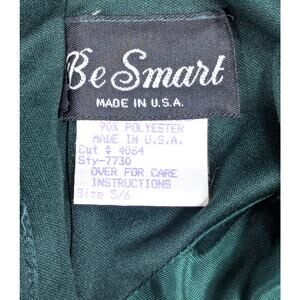 Be Smart
MADE IN U.S.A.
90% POLYESTER
MADE IN U.S.A.
Cut # 4064
Sty-7730
OVER FOR CARE
INSTRUCTIONS
Size 5/6